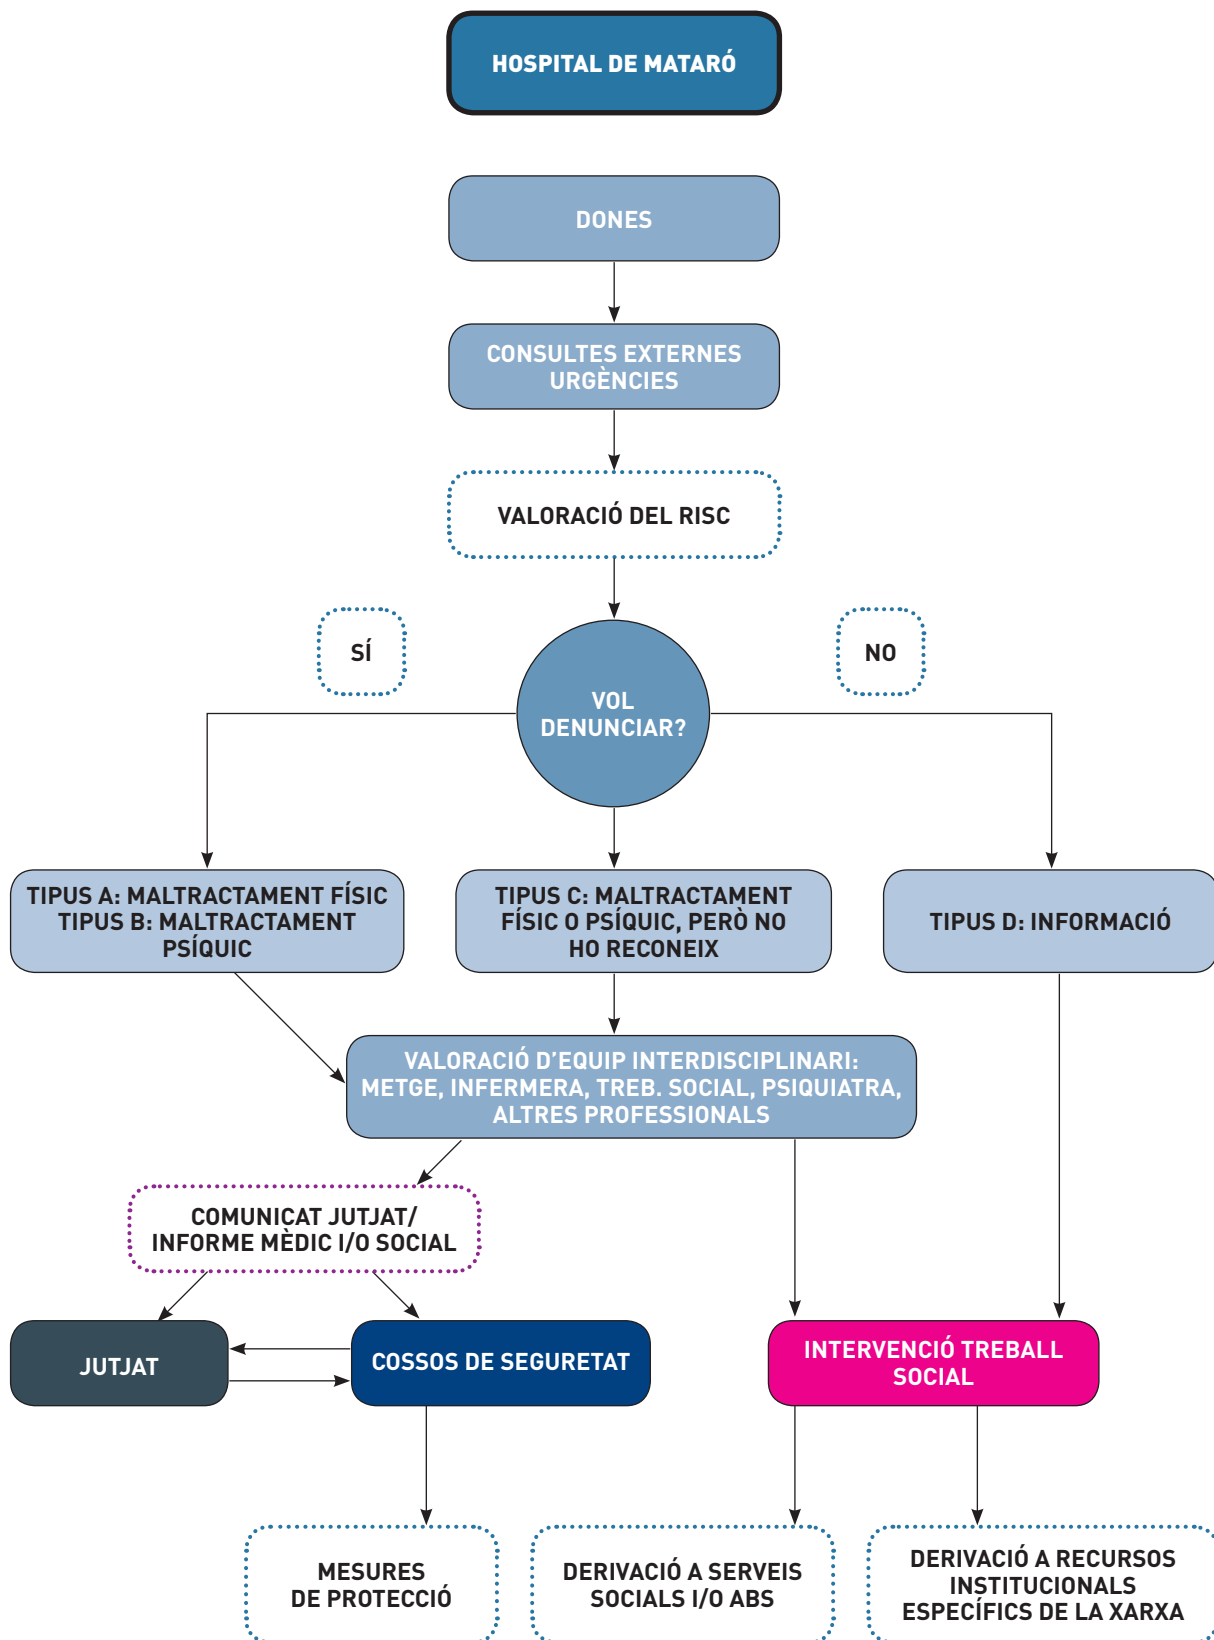 HOSPITAL DE MATARÓ
DONES
CONSULTES EXTERNES
URGÈNCIES
VALORACIÓ DEL RISC
SÍ
NO
VOL
DENUNCIAR?
TIPUS A: MALTRACTAMENT FÍSIC
TIPUS B: MALTRACTAMENT
PSÍQUIC
TIPUS C: MALTRACTAMENT
FÍSIC O PSÍQUIC, PERÒ NO
HO RECONEIX
TIPUS D: INFORMACIÓ
VALORACIÓ D’EQUIP INTERDISCIPLINARI:
METGE, INFERMERA, TREB. SOCIAL, PSIQUIATRA,
ALTRES PROFESSIONALS
COMUNICAT JUTJAT/
INFORME MÈDIC I/O SOCIAL
JUTJAT
COSSOS DE SEGURETAT
INTERVENCIÓ TREBALL
SOCIAL
MESURES
DE PROTECCIÓ
DERIVACIÓ A SERVEIS
SOCIALS I/O ABS
DERIVACIÓ A RECURSOS
INSTITUCIONALS
ESPECÍFICS DE LA XARXA